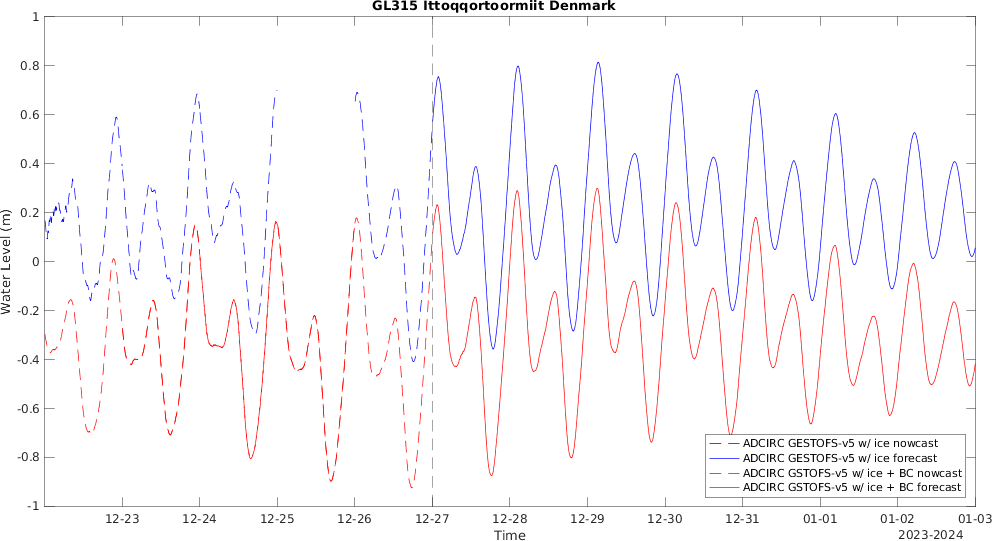 GL315 Ittoqqortoormiit Denmark
1
0.8
0.6
0.4
0.2
0
-0.2
-0.4
-0.6
-0.8
-1
Water Level (m)
12-23 12-24 12-25 12-26 12-27 12-28 12-29 12-30 12-31 01-01 01-02 01-03
Time
2023-2024
ADCIRC GESTOFS-v5 w/ ice nowcast
ADCIRC GESTOFS-v5 w/ ice forecast
ADCIRC GSTOFS-v5 w/ ice + BC nowcast
ADCIRC GSTOFS-v5 w/ ice + BC forecast